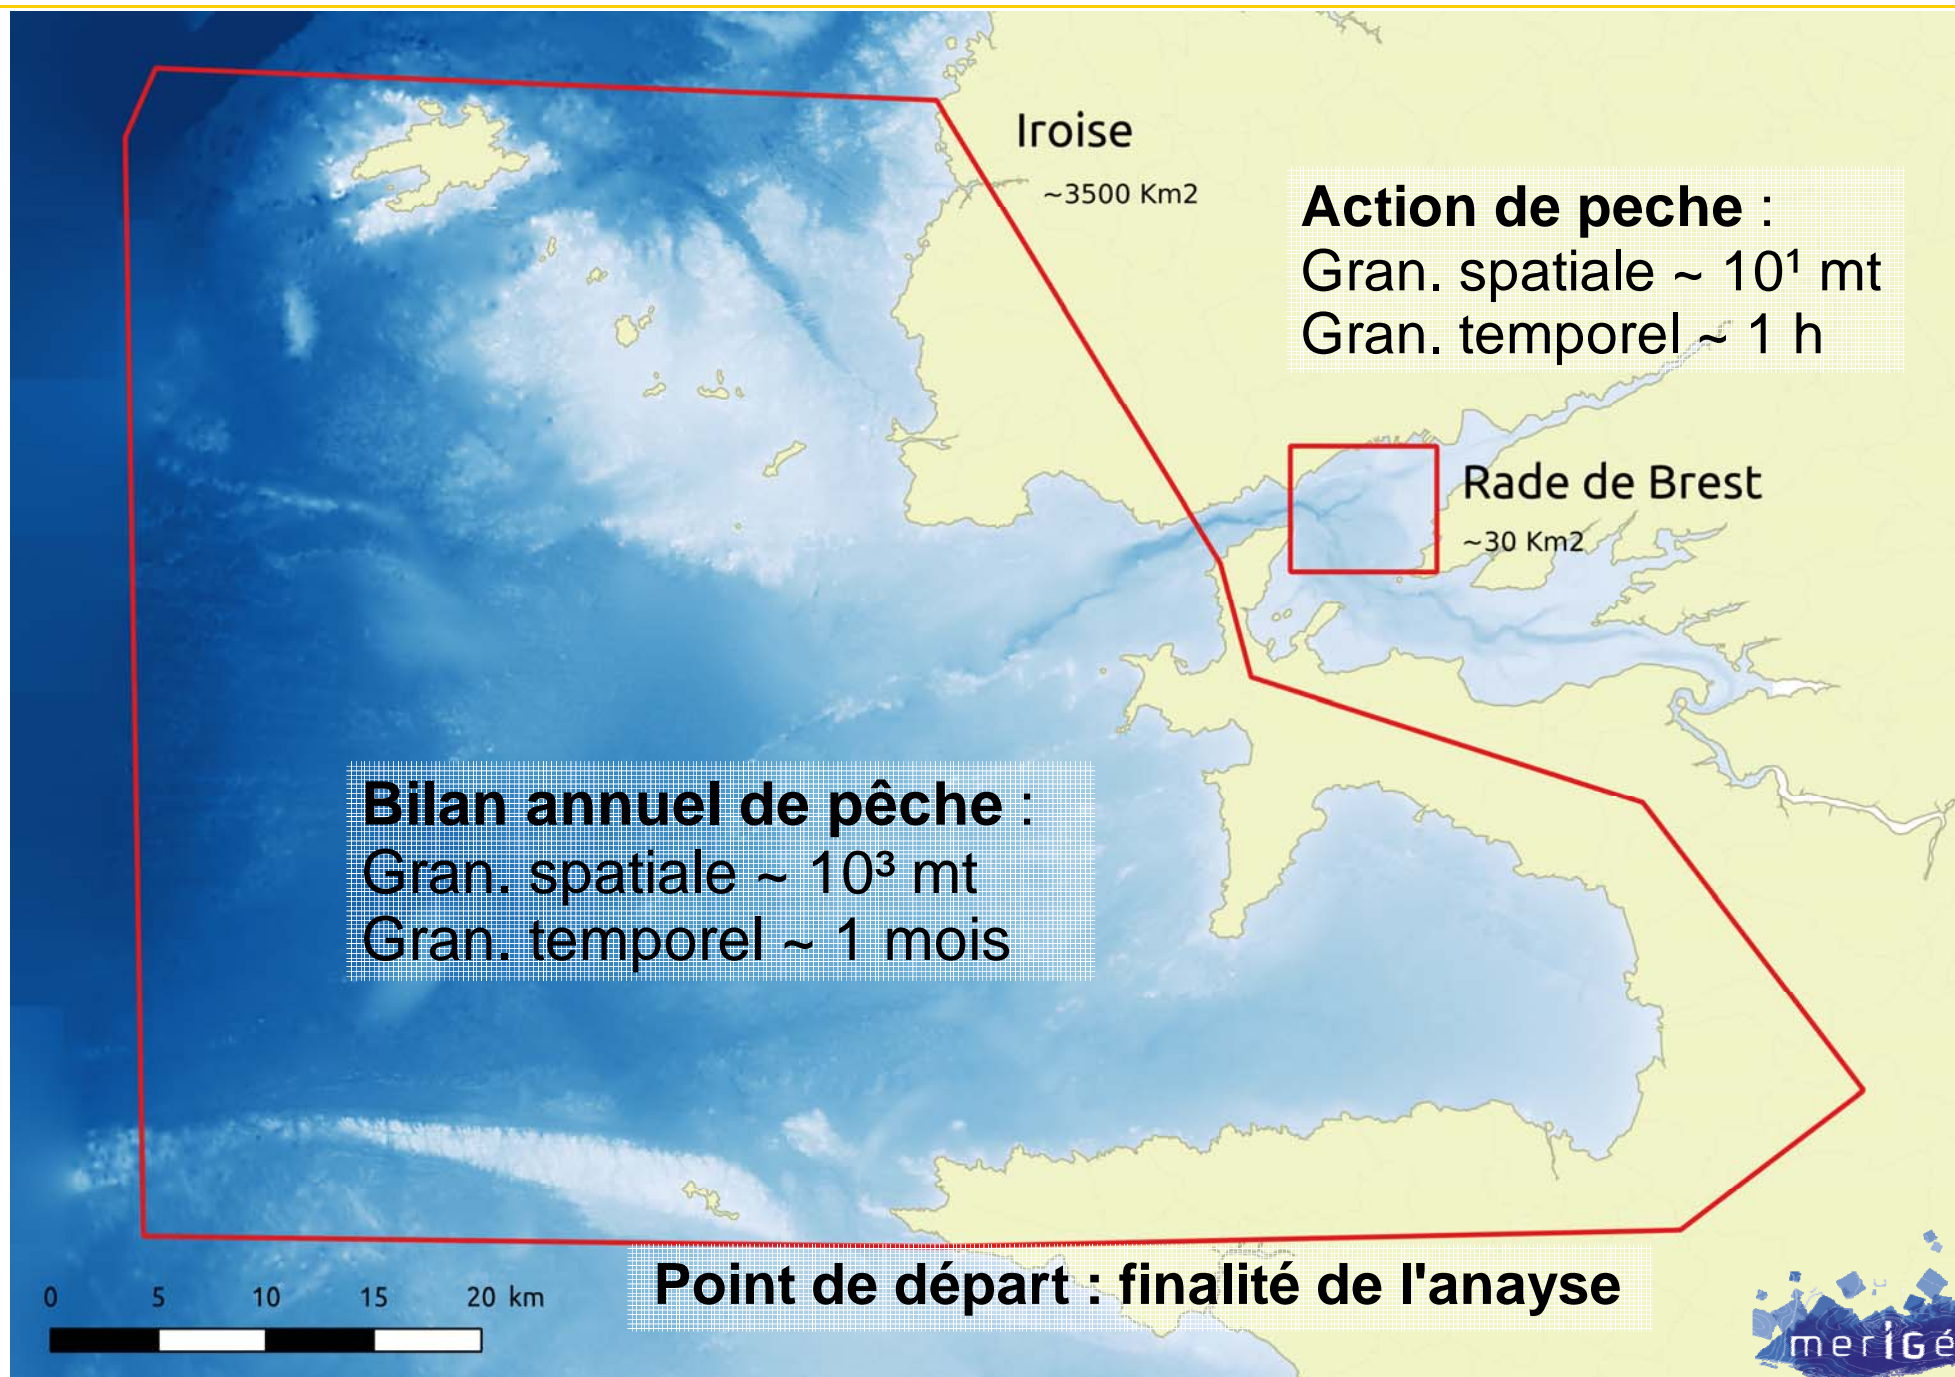 Iroise
~3500 Km2
Action de peche :
Gran. spatiale ~ 10¹ mt
Gran. temporel ~ 1 h
Rade de Brest
~30 Km2
Bilan annuel de pêche :
Gran. spatiale ~ 10³ mt
Gran. temporel ~ 1 mois
Point de départ : finalité de l'anayse
0 5 10 15 20 km
merIGé